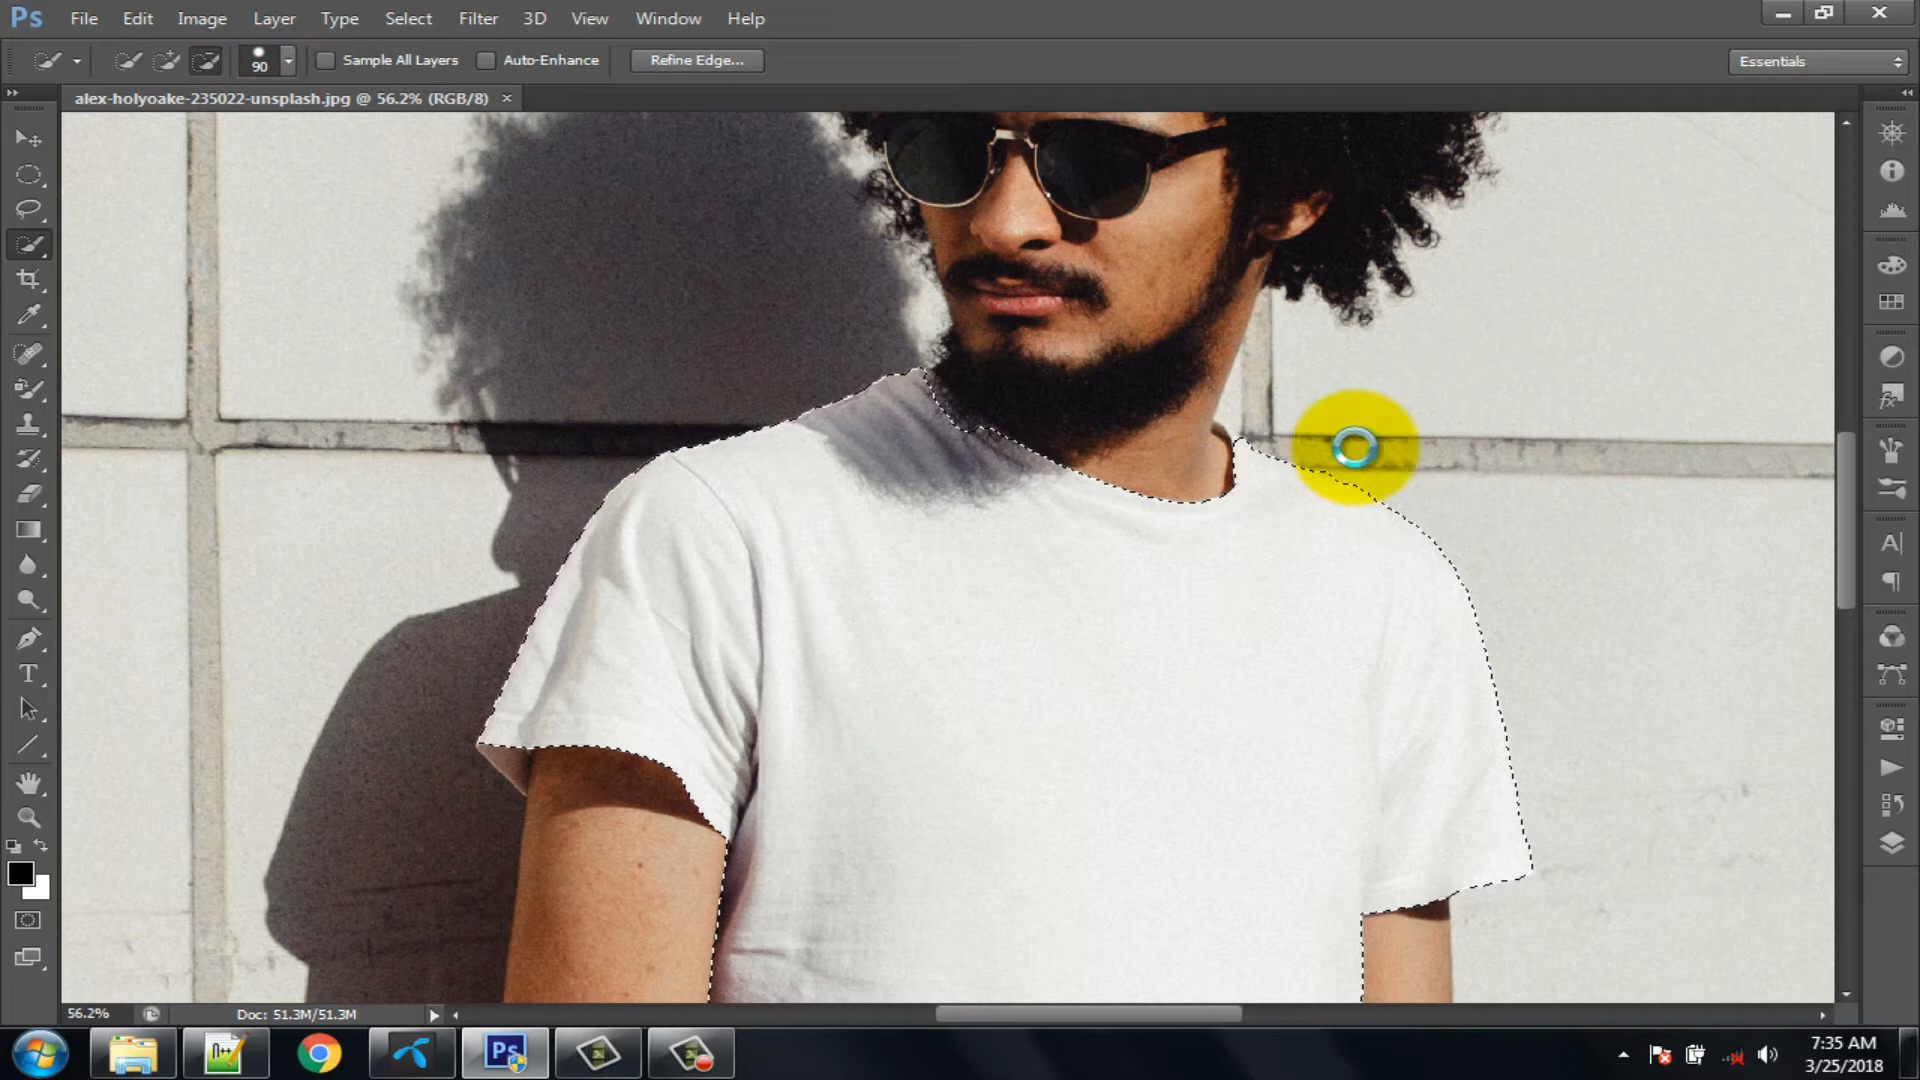 Ps File Edit Image Layer Type Select Filter 3D View Window Help
90 Sample All Layers Auto-Enhance Refine Edge... Essentials
alex-holyoake-235022-unsplash.jpg @ 56.2% (RGB/8) ×
56.2% Doc: 51.3M/51.3M
7:35 AM
Ps
3/25/2018